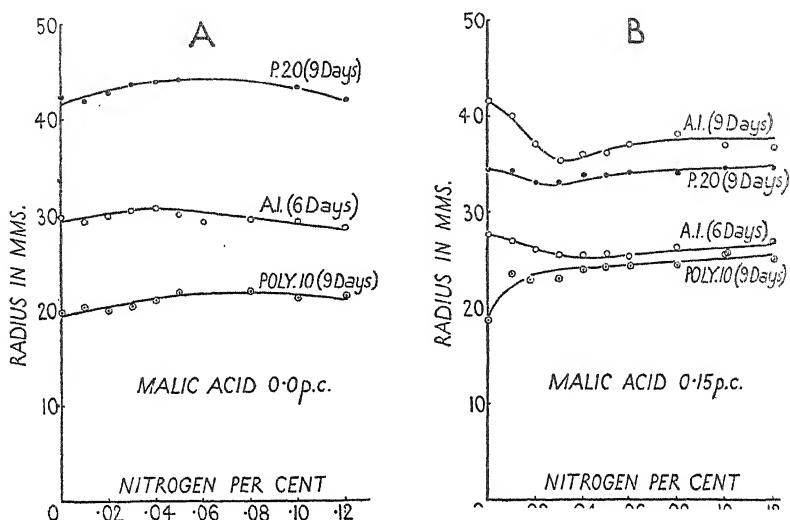 A
50
40
30
20
10
RADIUS IN MMS.
P.20 (9 Days)
A.I. (6 Days)
POLY.10 (9 Days)
MALIC ACID 0·0 p.c.
NITROGEN PER CENT
0 ·02 ·04 ·06 ·08 ·10 ·12
B
50
40
30
20
10
RADIUS IN MMS.
A.I. (9 Days)
P.20 (9 Days)
A.I. (6 Days)
POLY.10 (9 Days)
MALIC ACID 0·15 p.c.
NITROGEN PER CENT